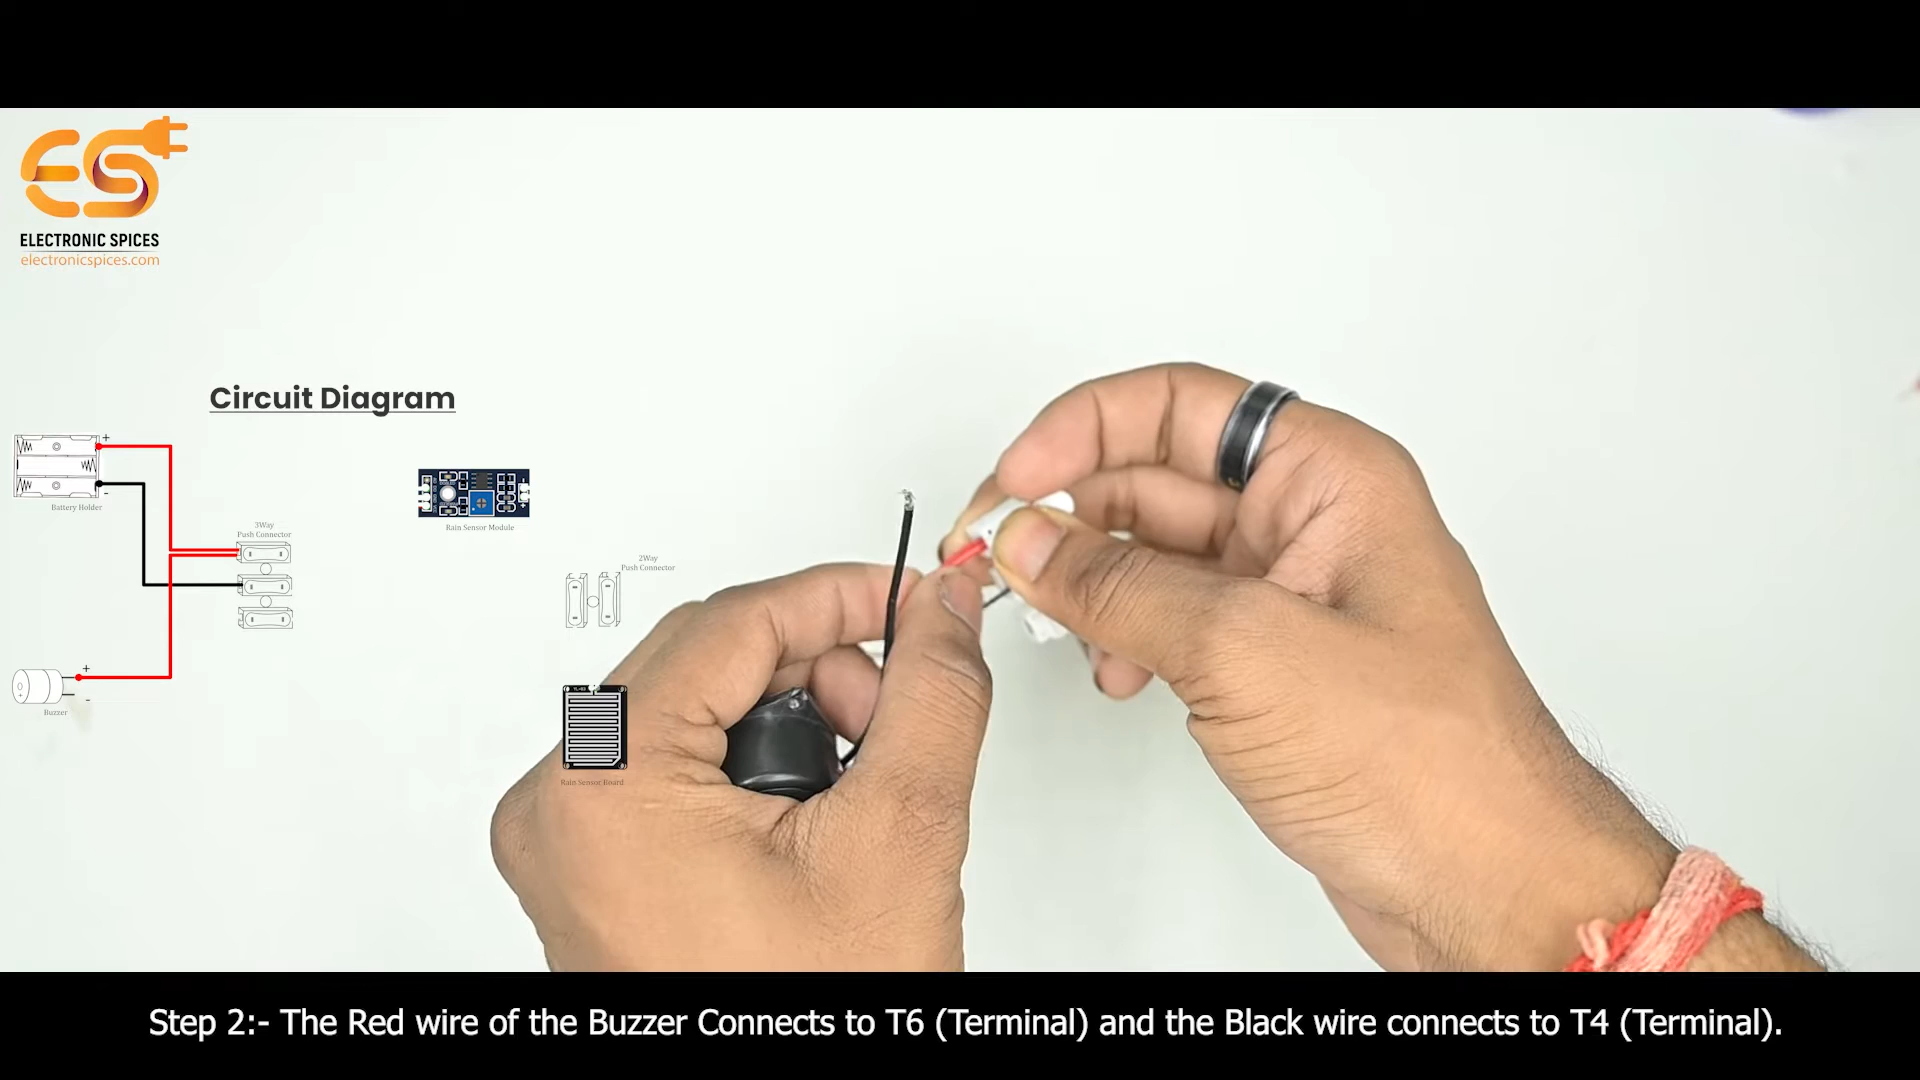 ES
ELECTRONIC SPICES
electronicspices.com
Circuit Diagram
+
-
Battery Holder
3Way
Push Connector
Rain Sensor Module
2Way
Push Connector
+
-
Buzzer
Rain Sensor Board
Step 2:- The Red wire of the Buzzer Connects to T6 (Terminal) and the Black wire connects to T4 (Terminal).